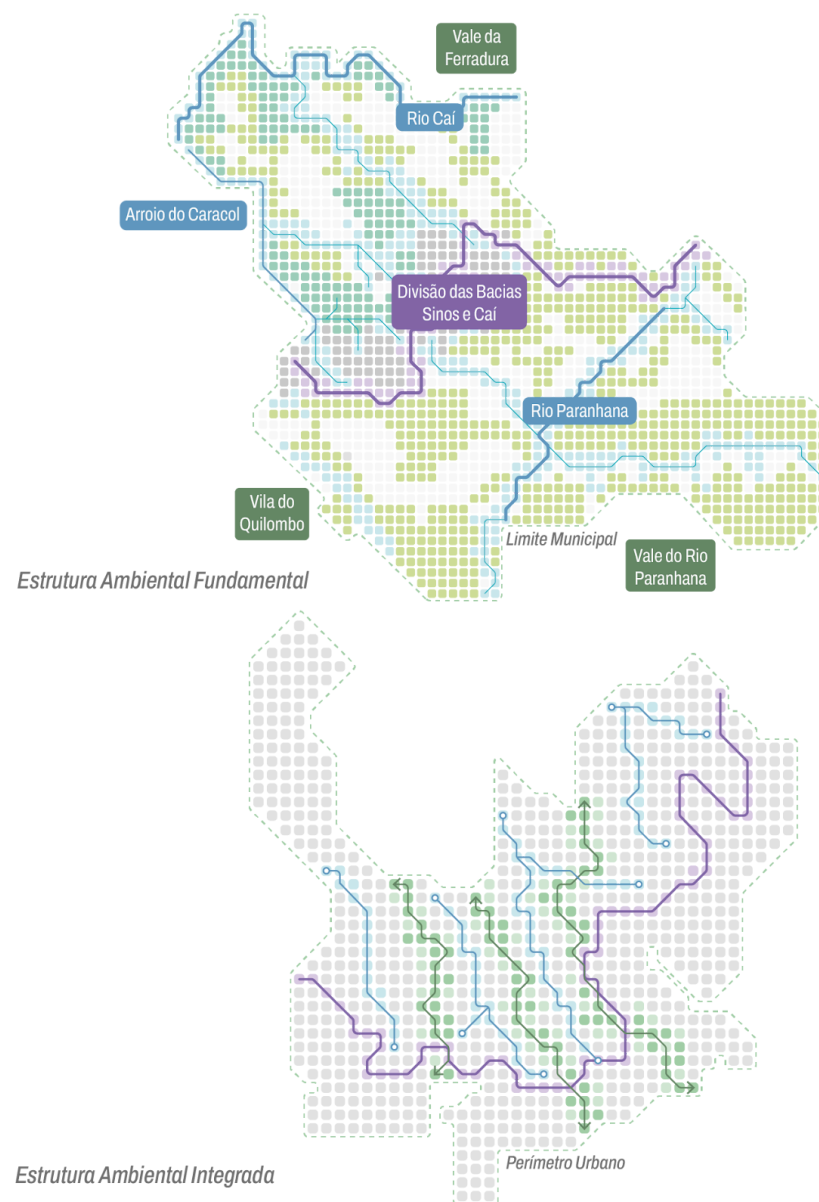 Vale da
Ferradura
Rio Caí
Arroio do Caracol
Divisão das Bacias
Sinos e Caí
Rio Paranhana
Vila do
Quilombo
Limite Municipal
Vale do Rio
Paranhana
Estrutura Ambiental Fundamental
Perímetro Urbano
Estrutura Ambiental Integrada